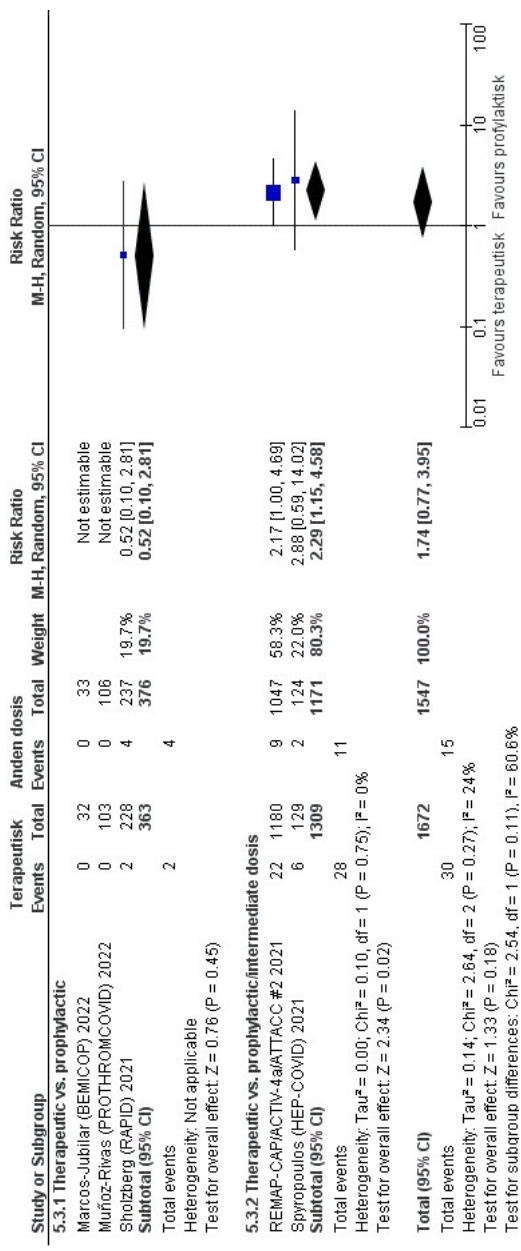 Terapeutisk Anden dosis Risk Ratio Risk Ratio
Study or Subgroup Events Total Events Total Weight M-H, Random, 95% CI M-H, Random, 95% CI
5.3.1 Therapeutic vs. prophylactic
Marcos-Jubilar (BEMICOP) 2022 0 32 0 33 Not estimable
Muñoz-Rivas (PROTHROMCOVID) 2022 0 103 0 106 Not estimable
Sholzberg (RAPID) 2021 2 228 4 237 19.7% 0.52 [0.10, 2.81]
Subtotal (95% CI) 363 376 19.7% 0.52 [0.10, 2.81]
Total events 2 4
Heterogeneity: Not applicable
Test for overall effect: Z = 0.76 (P = 0.45)
5.3.2 Therapeutic vs. prophylactic/intermediate dosis
REMAP-CAP/ACTIV-4a/ATTACC #2 2021 22 1180 9 1047 58.3% 2.17 [1.00, 4.69]
Spyropoulos (HEP-COVID) 2021 6 129 2 124 22.0% 2.88 [0.59, 14.02]
Subtotal (95% CI) 1309 1171 80.3% 2.29 [1.15, 4.58]
Total events 28 11
Heterogeneity: Tau² = 0.00; Chi² = 0.10, df = 1 (P = 0.75); I² = 0%
Test for overall effect: Z = 2.34 (P = 0.02)
Total (95% CI) 1672 1547 100.0% 1.74 [0.77, 3.95]
Total events 30 15
Heterogeneity: Tau² = 0.14; Chi² = 2.64, df = 2 (P = 0.27); I² = 24%
Test for overall effect: Z = 1.33 (P = 0.18)
Test for subgroup differences: Chi² = 2.54, df = 1 (P = 0.11), I² = 60.6%
0.01 0.1 1 10 100
Favours terapeutisk Favours profylaktisk